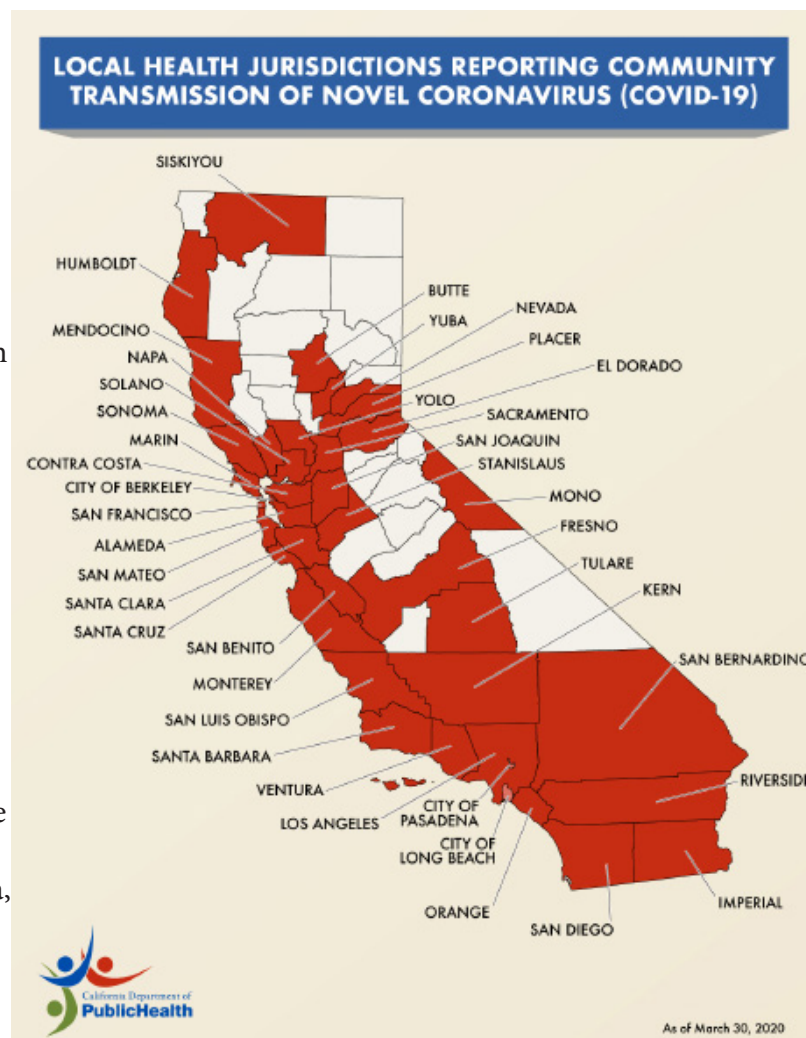 LOCAL HEALTH JURISDICTIONS REPORTING COMMUNITY
TRANSMISSION OF NOVEL CORONAVIRUS (COVID-19)
SISKIYOU
HUMBOLDT
BUTTE
NEVADA
YUBA
MENDOCINO
PLACER
n
NAPA
EL DORADO
SOLANO
YOLO
SONOMA
SACRAMENTO
MARIN
SAN JOAQUIN
CONTRA COSTA
STANISLAUS
CITY OF BERKELEY
MONO
SAN FRANCISCO
FRESNO
ALAMEDA
SAN MATEO
TULARE
SANTA CLARA
KERN
SANTA CRUZ
SAN BENITO
SAN BERNARDINO
MONTEREY
SAN LUIS OBISPO
SANTA BARBARA
RIVERSIDE
VENTURA
CITY OF
PASADENA
e
LOS ANGELES
CITY OF
LONG BEACH
a,
ORANGE
IMPERIAL
SAN DIEGO
California Department of
PublicHealth
As of March 30, 2020